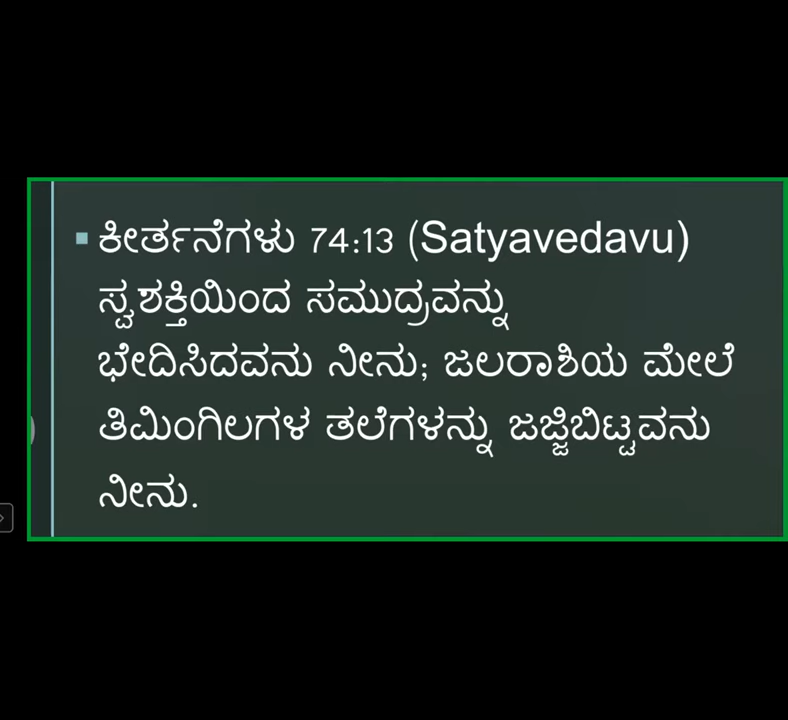 ಕೀರ್ತನೆಗಳು 74:13 (Satyavedavu)
ಸ್ವಶಕ್ತಿಯಿಂದ ಸಮುದ್ರವನ್ನು
ಭೇದಿಸಿದವನು ನೀನು; ಜಲರಾಶಿಯ ಮೇಲೆ
ತಿಮಿಂಗಿಲಗಳ ತಲೆಗಳನ್ನು ಜಜ್ಜಿಬಿಟ್ಟವನು
ನೀನು.